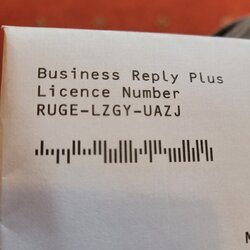 Business Reply Plus
Licence Number
RUGE-LZGY-UAZJ